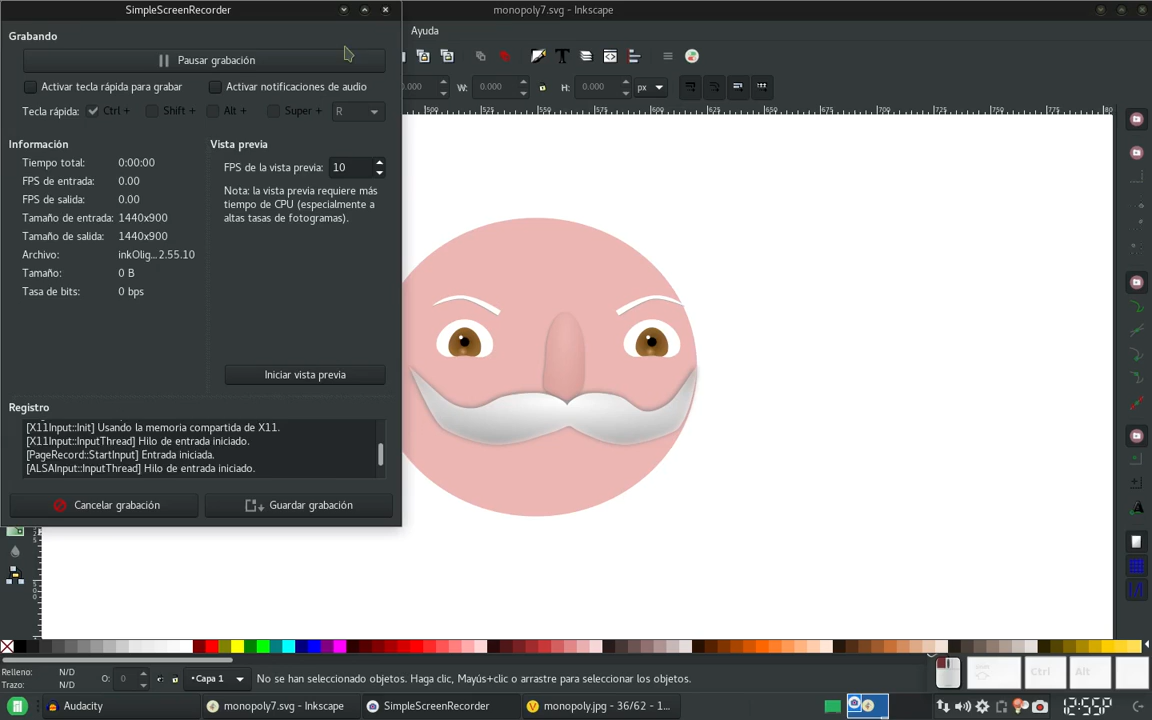 SimpleScreenRecorder
monopoly7.svg - Inkscape
Grabando
Ayuda
Pausar grabación
Activar tecla rápida para grabar
Activar notificaciones de audio
W: 0.000
H: 0.000
px
Tecla rápida: Ctrl + Shift + Alt + Super + R
Información
Vista previa
Tiempo total: 0:00:00
FPS de la vista previa: 10
FPS de entrada: 0.00
Nota: la vista previa requiere más
tiempo de CPU (especialmente a
altas tasas de fotogramas).
FPS de salida: 0.00
Tamaño de entrada: 1440x900
Tamaño de salida: 1440x900
Archivo: inkOlig...2.55.10
Tamaño: 0 B
Tasa de bits: 0 bps
Iniciar vista previa
Registro
[X11Input::Init] Usando la memoria compartida de X11.
[X11Input::InputThread] Hilo de entrada iniciado.
[PageRecord::StartInput] Entrada iniciada.
[ALSAInput::InputThread] Hilo de entrada iniciado.
Cancelar grabación
Guardar grabación
Relleno: N/D
Trazo: N/D
O: 0
•Capa 1
No se han seleccionado objetos. Haga clic, Mayús+clic o arrastre para seleccionar los objetos.
Ctrl
Alt
Audacity
monopoly7.svg - Inkscape
SimpleScreenRecorder
monopoly.jpg - 36/62 - 1...
12:55P